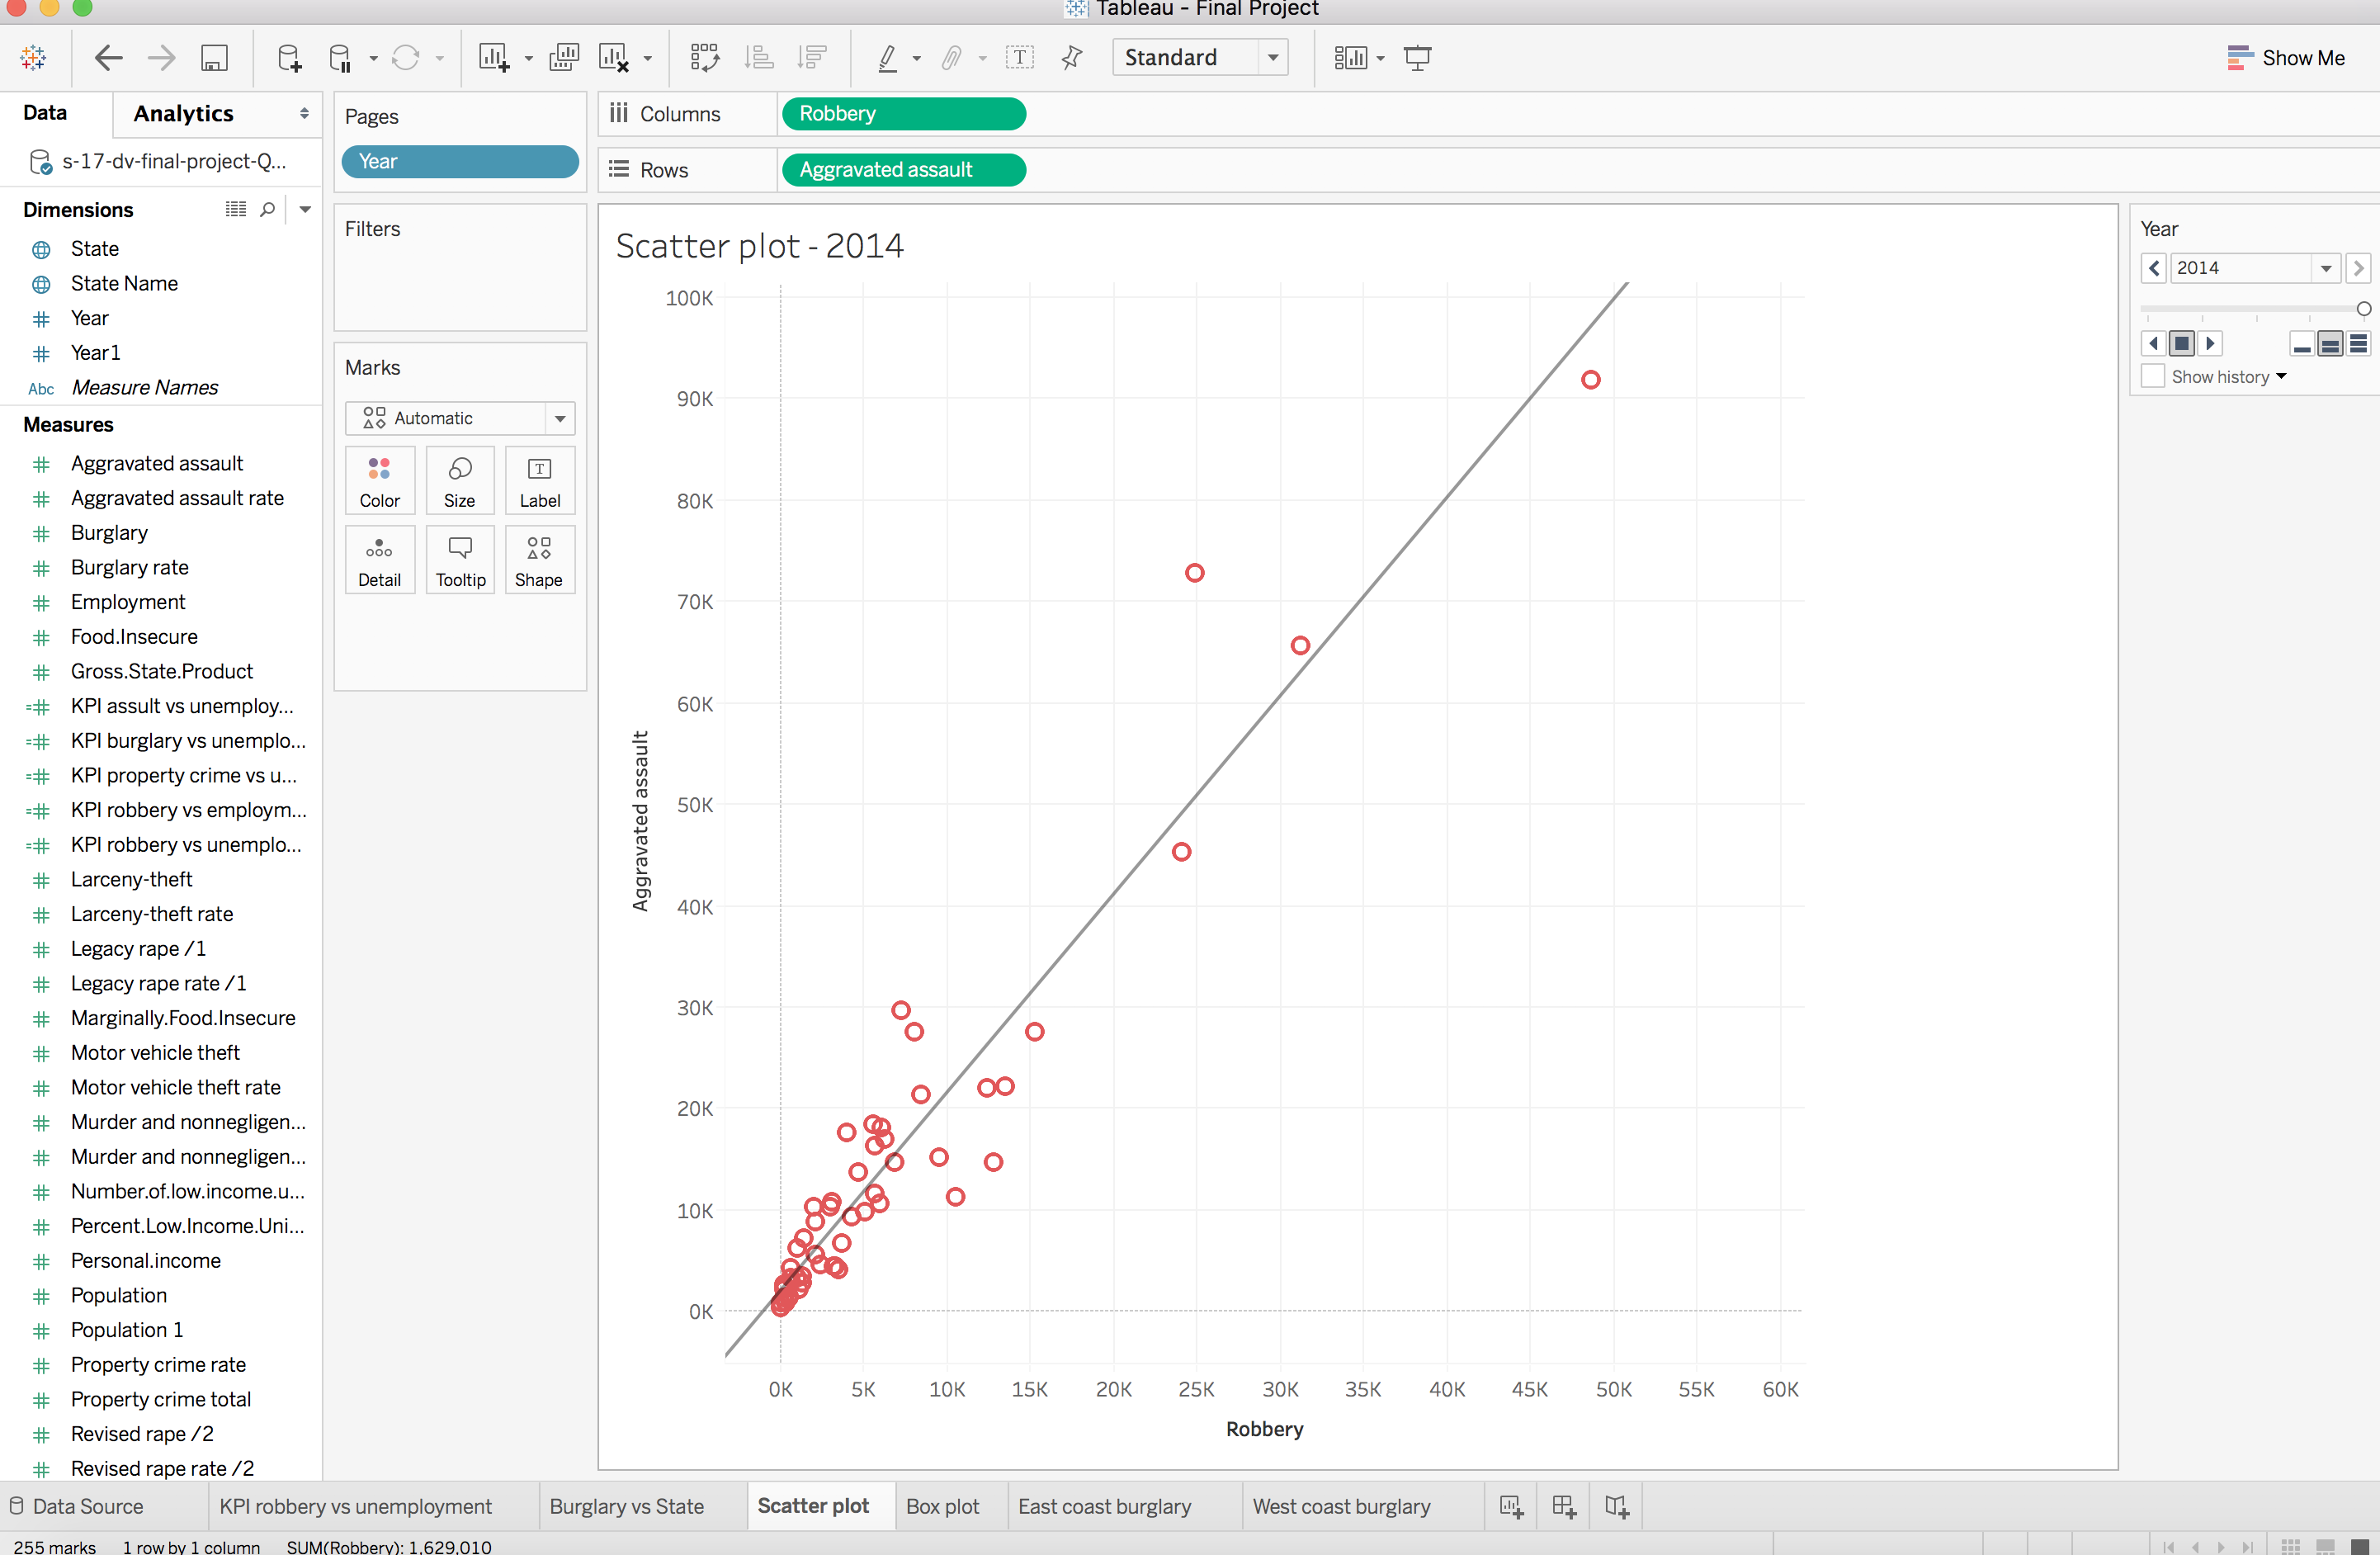 Tableau - Final Project
Standard
Show Me
Data
Analytics
s-17-dv-final-project-Q...
Dimensions
State
State Name
Year
Year1
Abc Measure Names
Measures
Aggravated assault
Aggravated assault rate
Burglary
Burglary rate
Employment
Food.Insecure
Gross.State.Product
KPI assult vs unemploy...
KPI burglary vs unemplo...
KPI property crime vs u...
KPI robbery vs employm...
KPI robbery vs unemplo...
Larceny-theft
Larceny-theft rate
Legacy rape /1
Legacy rape rate /1
Marginally.Food.Insecure
Motor vehicle theft
Motor vehicle theft rate
Murder and nonnegligen...
Murder and nonnegligen...
Number.of.low.income.u...
Percent.Low.Income.Uni...
Personal.income
Population
Population 1
Property crime rate
Property crime total
Revised rape /2
Revised rape rate /2
Pages
Year
Filters
Marks
Automatic
Color Size Label
Detail Tooltip Shape
Columns Robbery
Rows Aggravated assault
Scatter plot - 2014
100K
90K
80K
70K
60K
50K
40K
30K
20K
10K
0K
Aggravated assault
0K 5K 10K 15K 20K 25K 30K 35K 40K 45K 50K 55K 60K
Robbery
Year
2014
Show history
Data Source KPI robbery vs unemployment Burglary vs State Scatter plot Box plot East coast burglary West coast burglary
255 marks 1 row by 1 column SUM(Robbery): 1,629,010